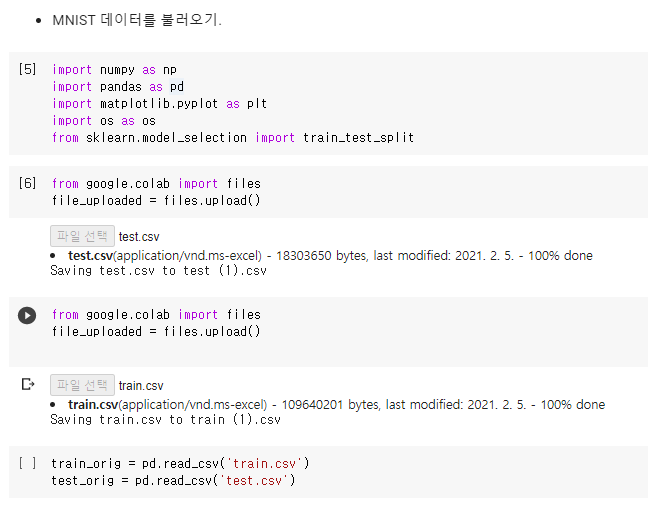 • MNIST 데이터를 불러오기.
[5] import numpy as np
import pandas as pd
import matplotlib.pyplot as plt
import os as os
from sklearn.model_selection import train_test_split
[6] from google.colab import files
file_uploaded = files.upload()
파일 선택 test.csv
• test.csv(application/vnd.ms-excel) - 18303650 bytes, last modified: 2021. 2. 5. - 100% done
Saving test.csv to test (1).csv
from google.colab import files
file_uploaded = files.upload()
파일 선택 train.csv
• train.csv(application/vnd.ms-excel) - 109640201 bytes, last modified: 2021. 2. 5. - 100% done
Saving train.csv to train (1).csv
[ ] train_orig = pd.read_csv('train.csv')
test_orig = pd.read_csv('test.csv')